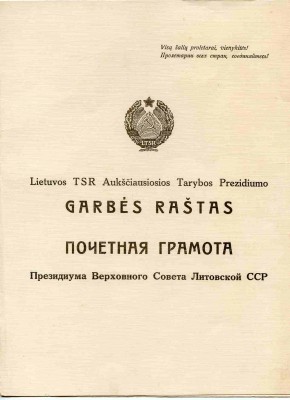 Visų šalių proletarai, vienykitės!
Пролетарии всех стран, соединяйтесь!
LTSR
Lietuvos TSR Aukščiausiosios Tarybos Prezidiumo
GARBĖS RAŠTAS
ПОЧЕТНАЯ ГРАМОТА
Президиума Верховного Совета Литовской ССР